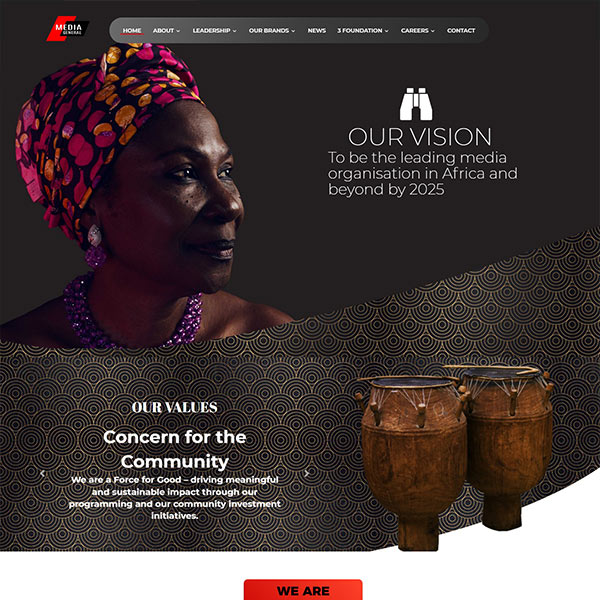 MEDIA
GENERAL
HOME ABOUT LEADERSHIP OUR BRANDS NEWS 3 FOUNDATION CAREERS CONTACT
OUR VISION
To be the leading media
organisation in Africa and
beyond by 2025
OUR VALUES
Concern for the
Community
We are a Force for Good – driving meaningful
and sustainable impact through our
programming and our community investment
initiatives.
WE ARE